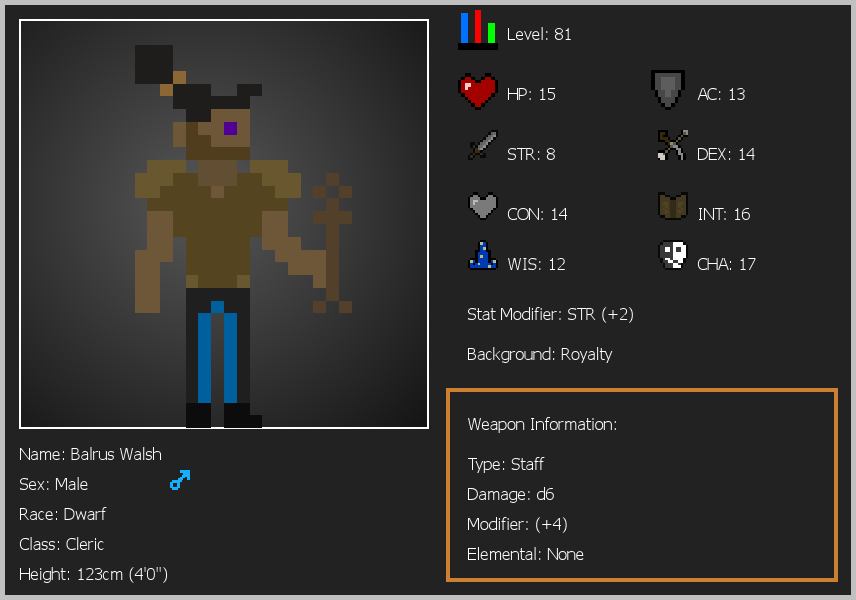 Level: 81
HP: 15
AC: 13
STR: 8
DEX: 14
CON: 14
INT: 16
WIS: 12
CHA: 17
Stat Modifier: STR (+2)
Background: Royalty
Weapon Information:
Type: Staff
Damage: d6
Modifier: (+4)
Elemental: None
Name: Balrus Walsh
Sex: Male
Race: Dwarf
Class: Cleric
Height: 123cm (4'0")